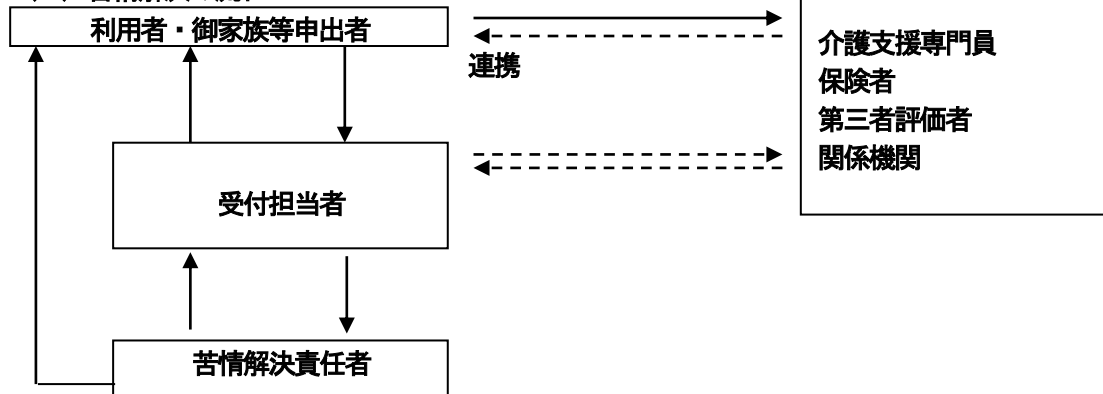 利用者・御家族等申出者
連携
介護支援専門員
保険者
第三者評価者
関係機関
受付担当者
苦情解決責任者